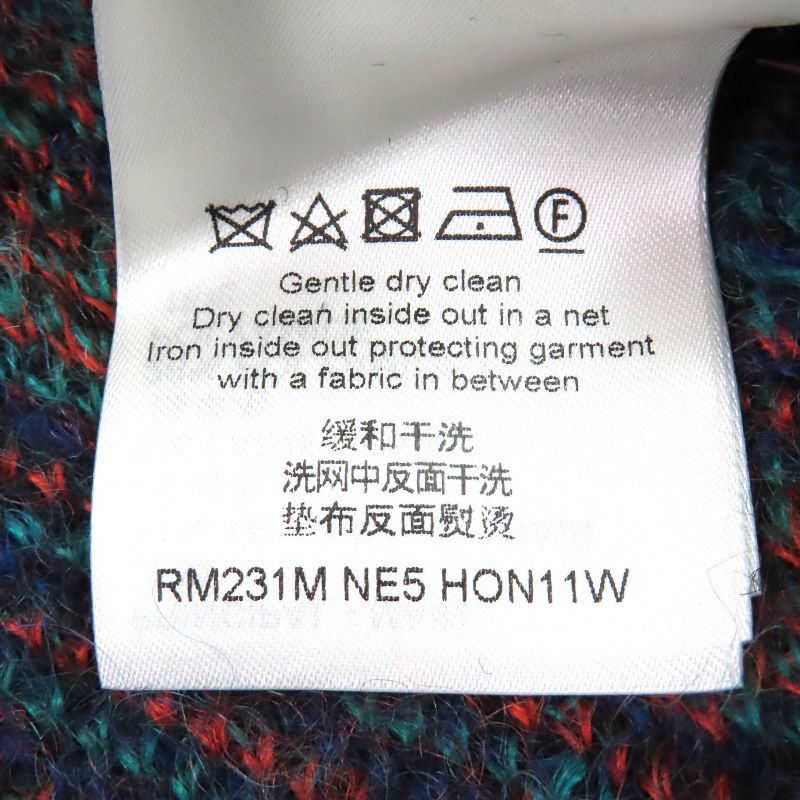 F
Gentle dry clean
Dry clean inside out in a net
Iron inside out protecting garment
with a fabric in between
缓和干洗
洗网中反面干洗
垫布反面熨烫
RM231M NE5 HON11W